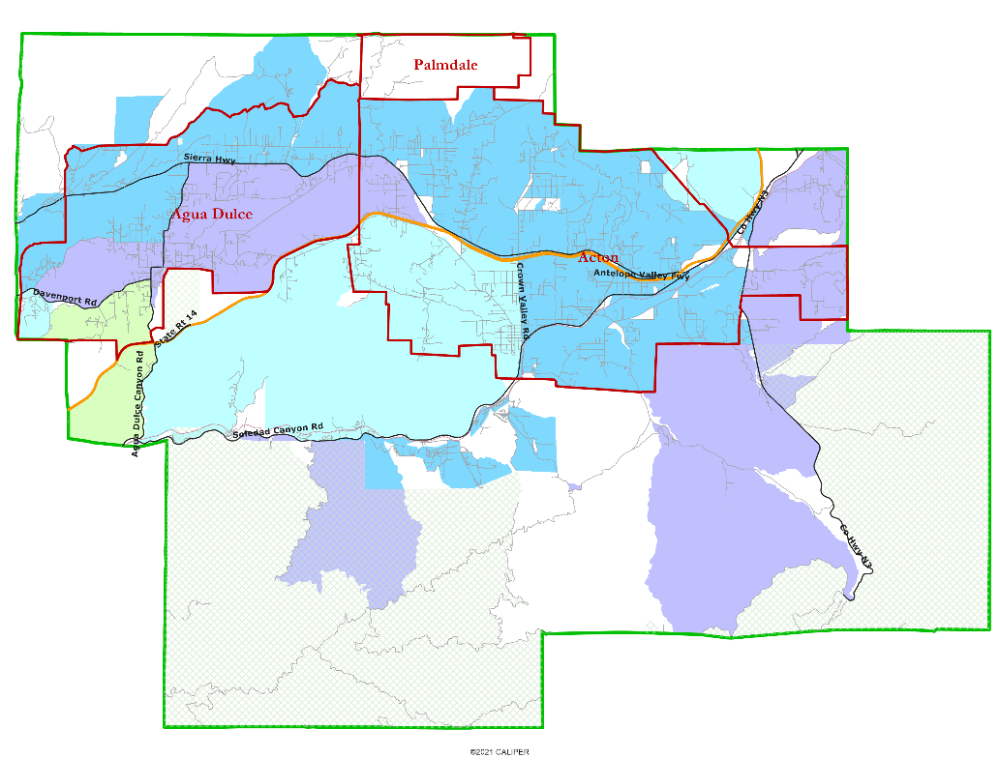 Palmdale
Sierra Hwy
Agua Dulce
Co Hwy N3
Acton
Antelope Valley Fwy
Davenport Rd
Crown Valley Rd
State Rt 14
Agua Dulce Canyon Rd
Soledad Canyon Rd
Co Hwy N3
©2021 CALIPER